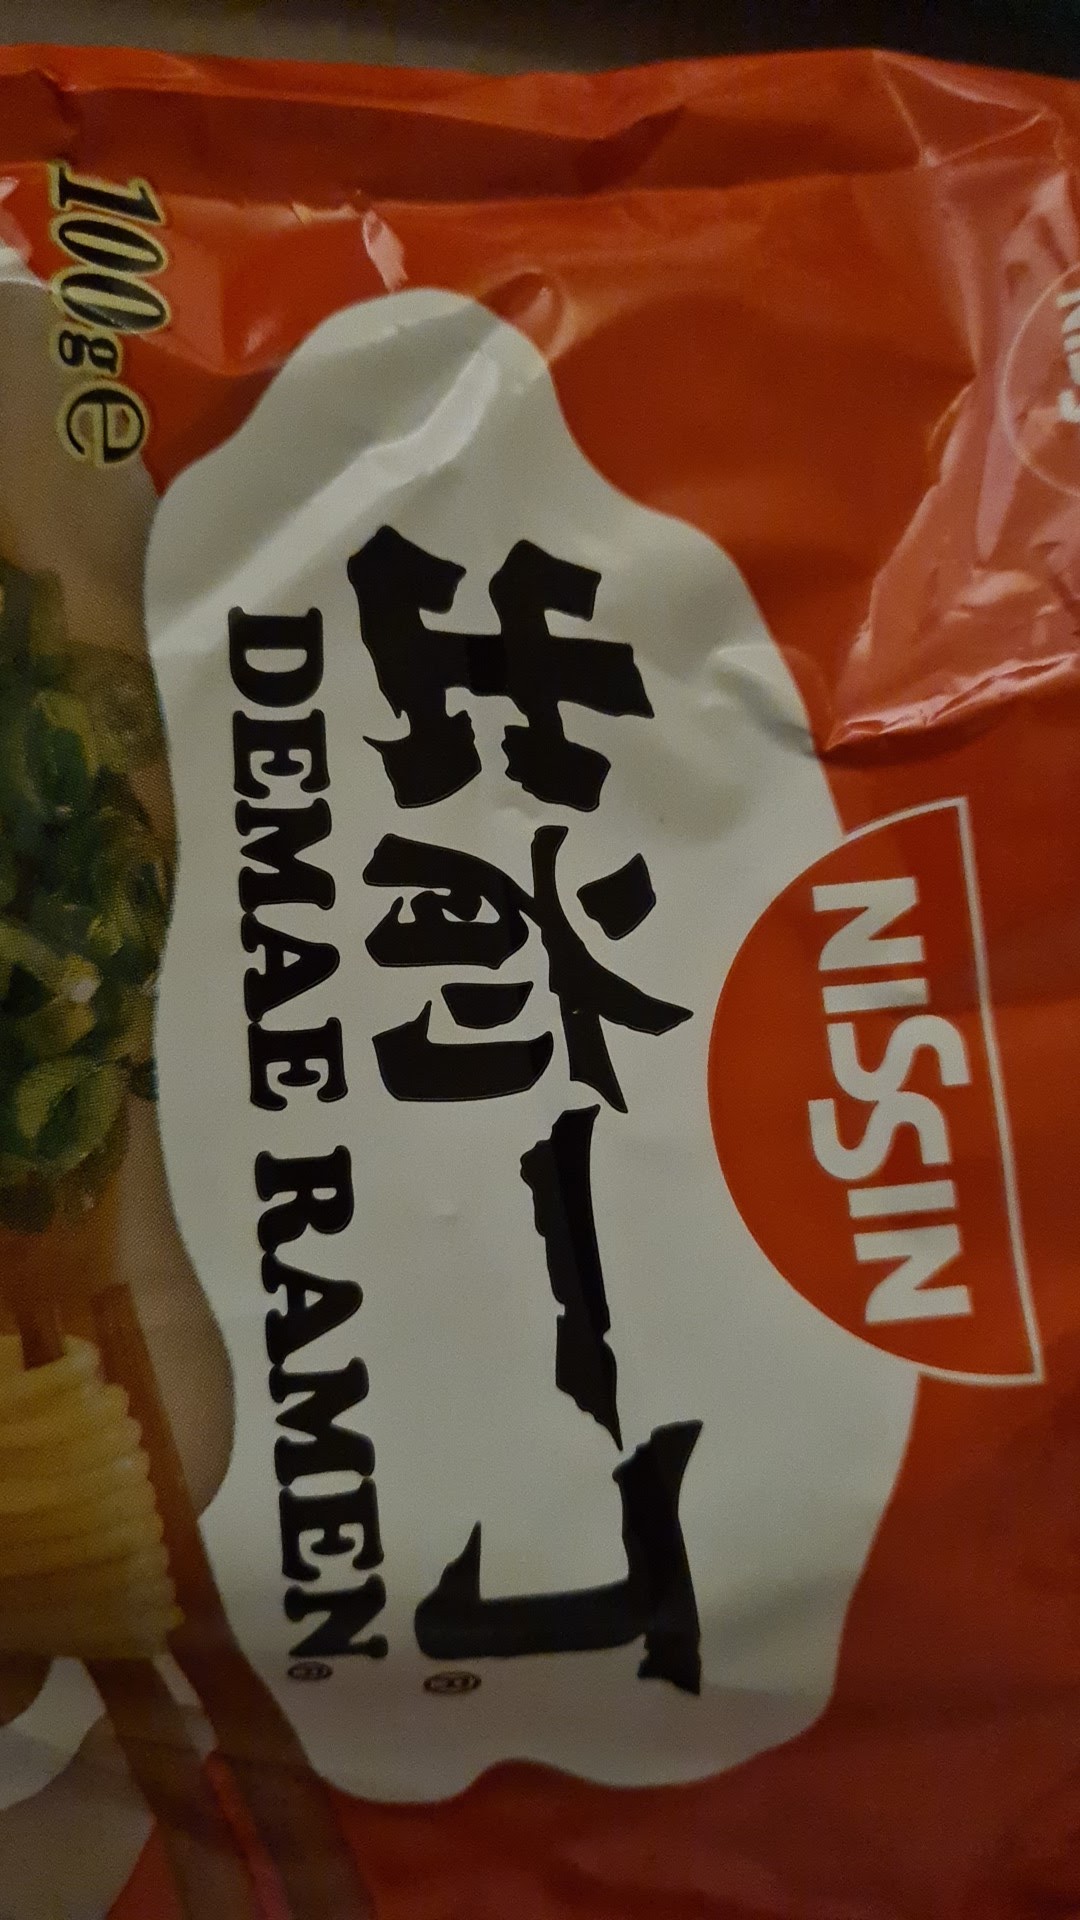 NISSIN
出前一丁®
DEMAE RAMEN®
100g e